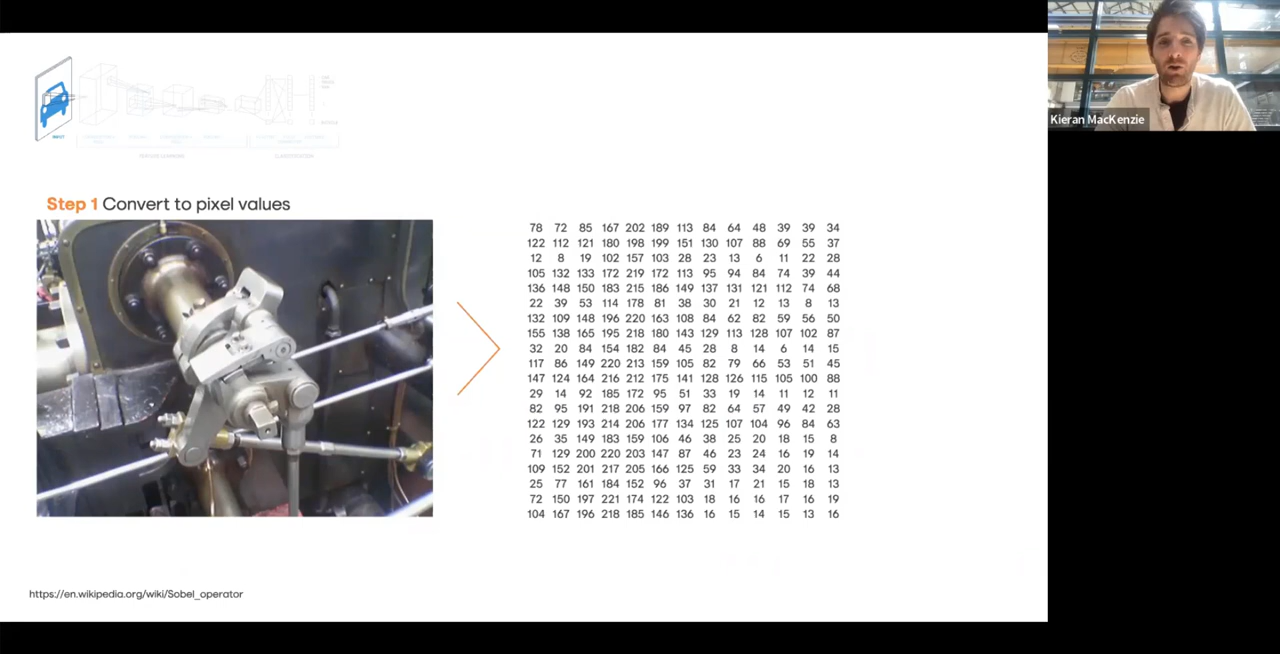 INPUT
Kieran MacKenzie
Step 1 Convert to pixel values
78 72 85 167 202 189 113 84 64 48 39 39 34
122 112 121 180 198 199 151 130 107 88 69 55 37
12 8 19 102 157 103 28 23 13 6 11 22 28
105 132 133 172 219 172 113 95 94 84 74 39 44
136 148 150 183 215 186 149 137 131 121 112 74 68
22 39 53 114 178 81 38 30 21 12 13 8 13
132 109 148 196 220 163 108 84 62 82 59 56 50
155 138 165 195 218 180 143 129 113 128 107 102 87
32 20 84 154 182 84 45 28 8 14 6 14 15
117 86 149 220 213 159 105 82 79 66 53 51 45
147 124 164 216 212 175 141 128 126 115 105 100 88
29 14 92 185 172 95 51 33 19 14 11 12 11
82 95 191 218 206 159 97 82 64 57 49 42 28
122 129 193 214 206 177 134 125 107 104 96 84 63
26 35 149 183 159 106 46 38 25 20 18 15 8
71 129 200 220 203 147 87 46 23 24 16 19 14
109 152 201 217 205 166 125 59 33 34 20 16 13
25 77 161 184 152 96 37 31 17 21 15 18 13
72 150 197 221 174 122 103 18 16 16 17 16 19
104 167 196 218 185 146 136 16 15 14 15 13 16
https://en.wikipedia.org/wiki/Sobel_operator